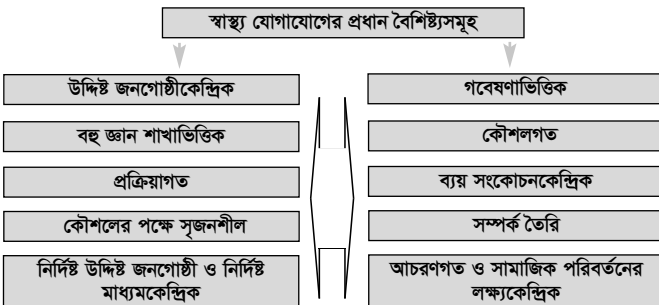 স্বাস্থ্য যোগাযোগের প্রধান বৈশিষ্ট্যসমূহ
উদ্দিষ্ট জনগোষ্ঠীকেন্দ্রিক
বহু জ্ঞান শাখাভিত্তিক
প্রক্রিয়াগত
কৌশলের পক্ষে সৃজনশীল
নির্দিষ্ট উদ্দিষ্ট জনগোষ্ঠী ও নির্দিষ্ট
মাধ্যমকেন্দ্রিক
গবেষণাভিত্তিক
কৌশলগত
ব্যয় সংকোচনকেন্দ্রিক
সম্পর্ক তৈরি
আচরণগত ও সামাজিক পরিবর্তনের
লক্ষ্যকেন্দ্রিক